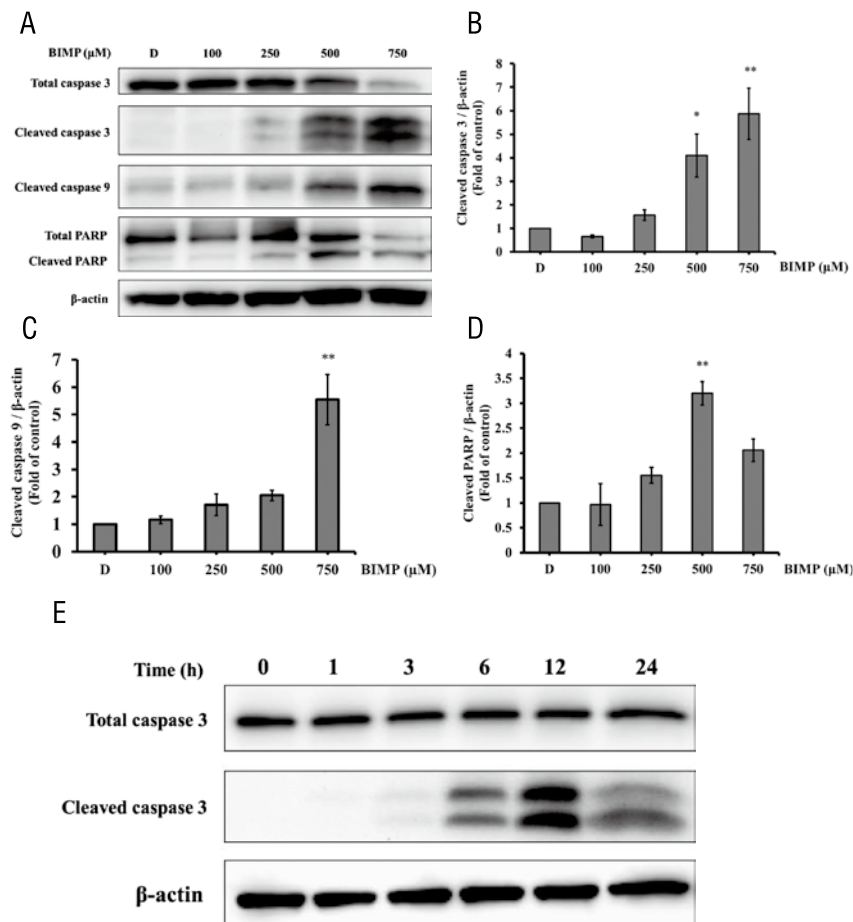 A
BIMP (µM) D 100 250 500 750
Total caspase 3
Cleaved caspase 3
Cleaved caspase 9
Total PARP
Cleaved PARP
β-actin
B
Cleaved caspase 3 / β-actin
(Fold of control)
8
7
6
5
4
3
2
1
0
*
**
D 100 250 500 750 BIMP (µM)
C
Cleaved caspase 9 / β-actin
(Fold of control)
7
6
5
4
3
2
1
0
**
D 100 250 500 750 BIMP (µM)
D
Cleaved PARP / β-actin
(Fold of control)
4
3.5
3
2.5
2
1.5
1
0.5
0
**
D 100 250 500 750 BIMP (µM)
E
Time (h) 0 1 3 6 12 24
Total caspase 3
Cleaved caspase 3
β-actin